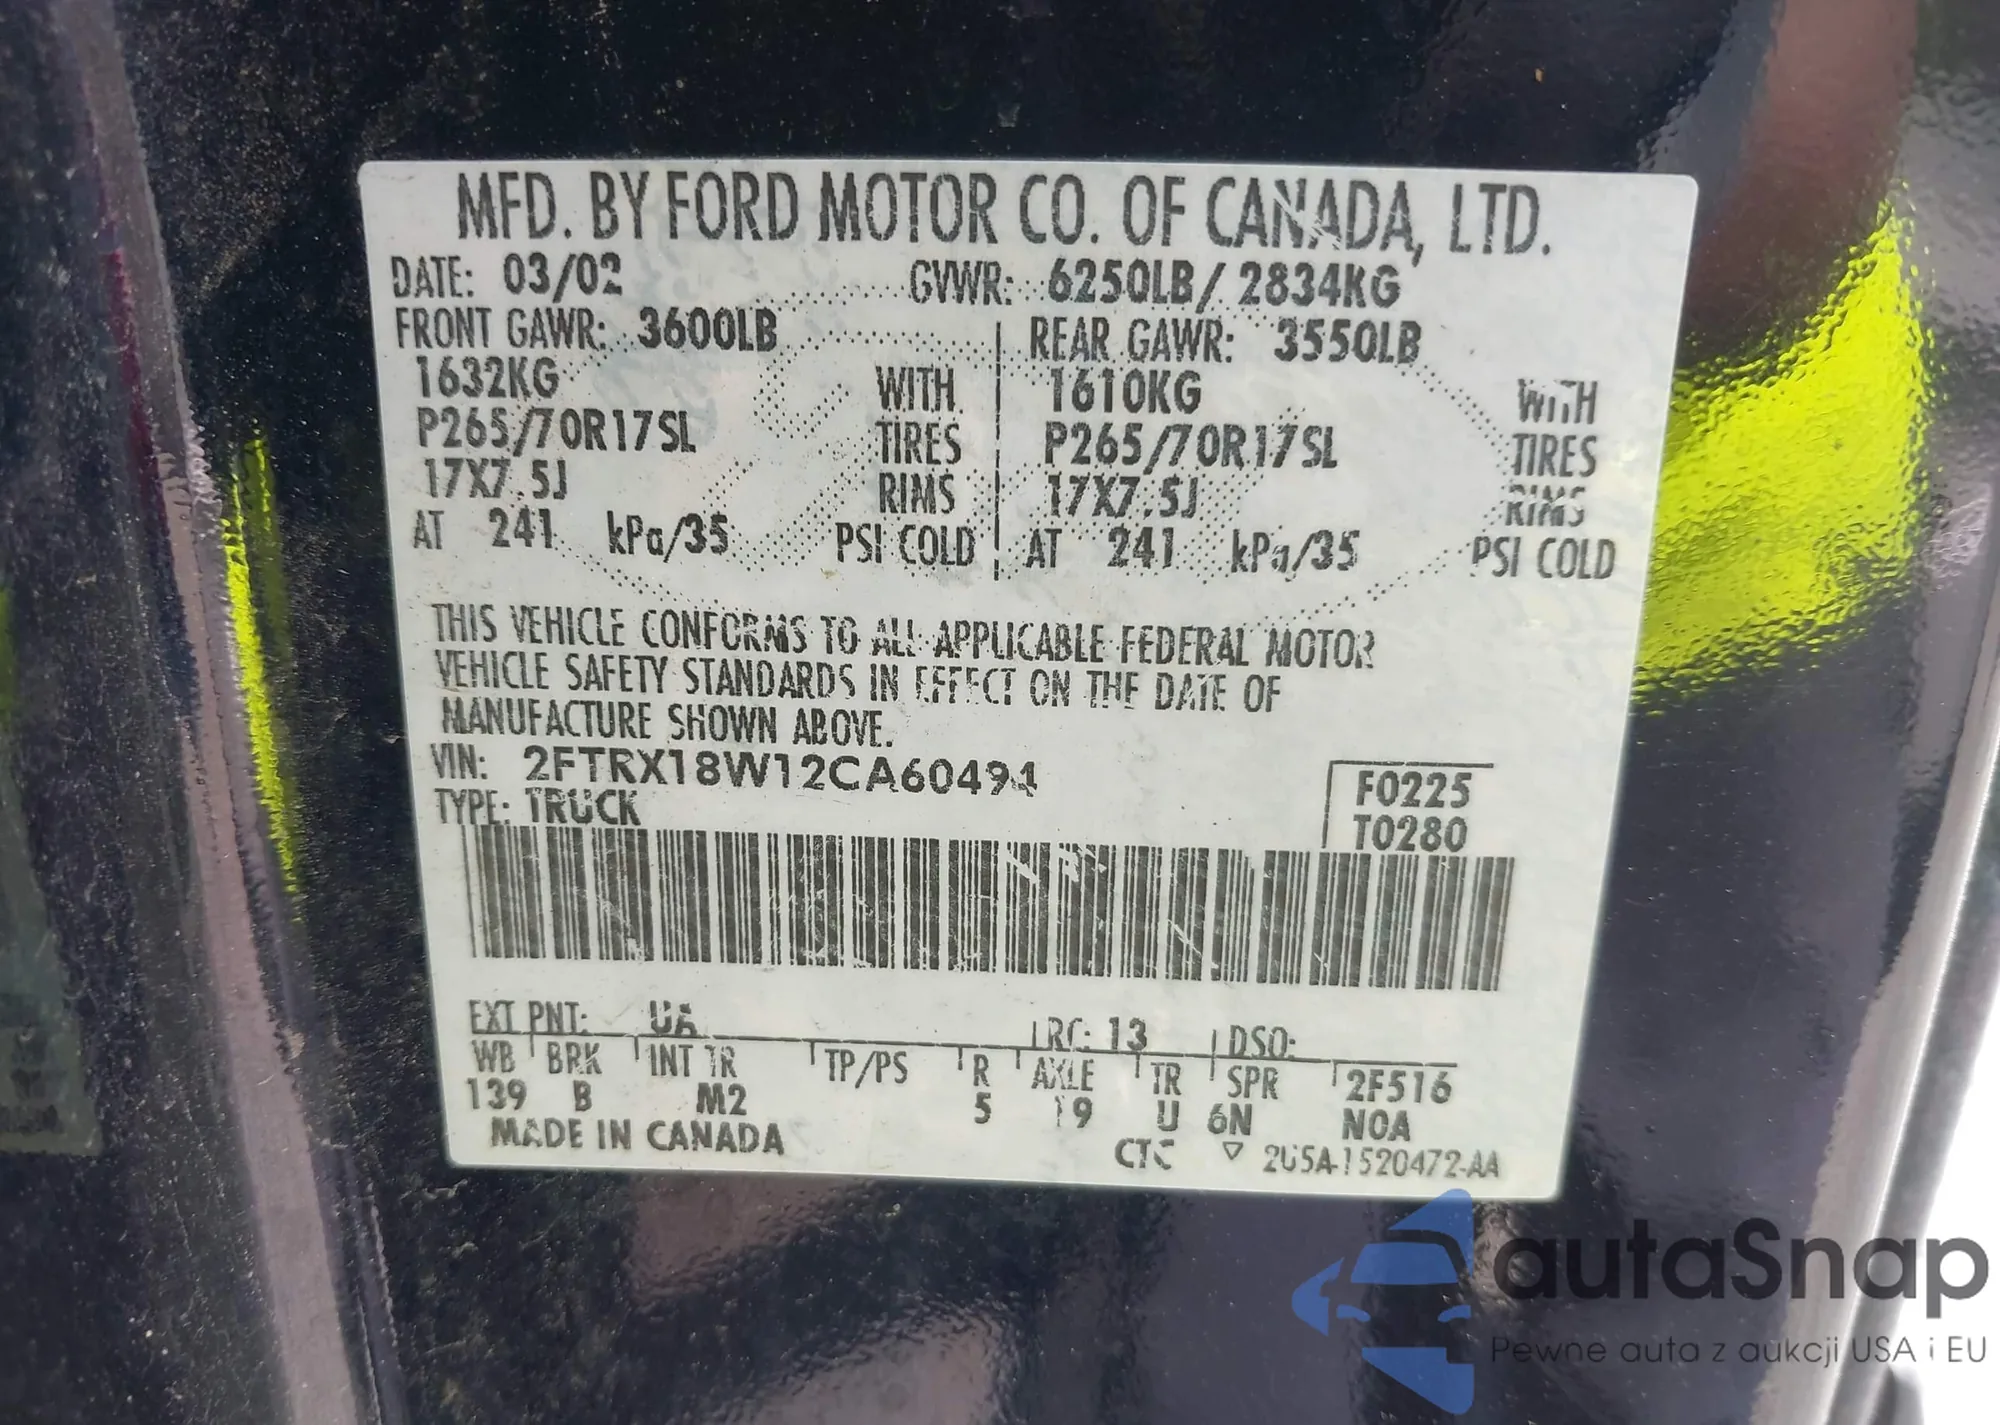 MFD. BY FORD MOTOR CO. OF CANADA, LTD.
DATE: 03/02 GVWR: 6250LB/ 2834KG
FRONT GAWR: 3600LB REAR GAWR: 3550LB
1632KG WITH 1610KG WITH
P265/70R17SL TIRES P265/70R17SL TIRES
17X7.5J RIMS 17X7.5J RIMS
AT 241 kPa/35 PSI COLD AT 241 kPa/35 PSI COLD
THIS VEHICLE CONFORMS TO ALL APPLICABLE FEDERAL MOTOR
VEHICLE SAFETY STANDARDS IN EFFECT ON THE DATE OF
MANUFACTURE SHOWN ABOVE.
VIN: 2FTRX18W12CA60494
TYPE: TRUCK
F0225
T0280
EXT PNT: UA RC: 13 DSO:
WB BRK INT TR TP/PS R AXLE TR SPR 2F516
139 B M2 5 19 U 6N NOA
MADE IN CANADA CTC ▽ 2U5A-1520472-AA
autaSnap
Pewne auta z aukcji USA i EU